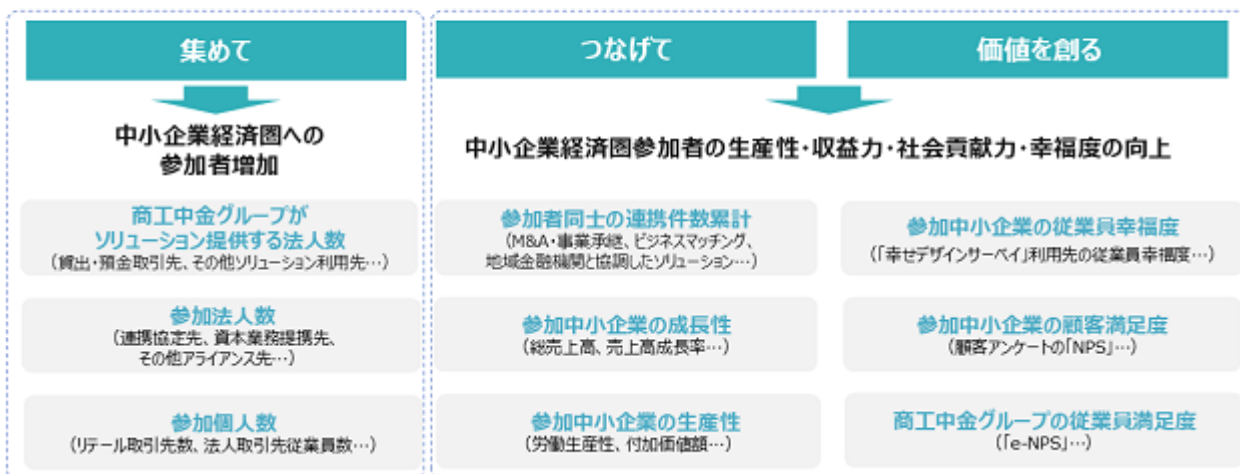 集めて
つなげて
価値を創る
中小企業経済圏への
参加者増加
中小企業経済圏参加者の生産性・収益力・社会貢献力・幸福度の向上
商工中金グループが
ソリューション提供する法人数
(貸出・預金取引先、その他ソリューション利用先…)
参加法人数
(連携協定先、資本業務提携先、
その他アライアンス先…)
参加個人数
(リテール取引先数、法人取引先従業員数…)
参加者同士の連携件数累計
(M&A・事業承継、ビジネスマッチング、
地域金融機関と協調したソリューション…)
参加中小企業の成長性
(総売上高、売上高成長率…)
参加中小企業の生産性
(労働生産性、付加価値額…)
参加中小企業の従業員幸福度
(「幸せデザインサーベイ」利用先の従業員幸福度…)
参加中小企業の顧客満足度
(顧客アンケートの「NPS」…)
商工中金グループの従業員満足度
(「e-NPS」…)